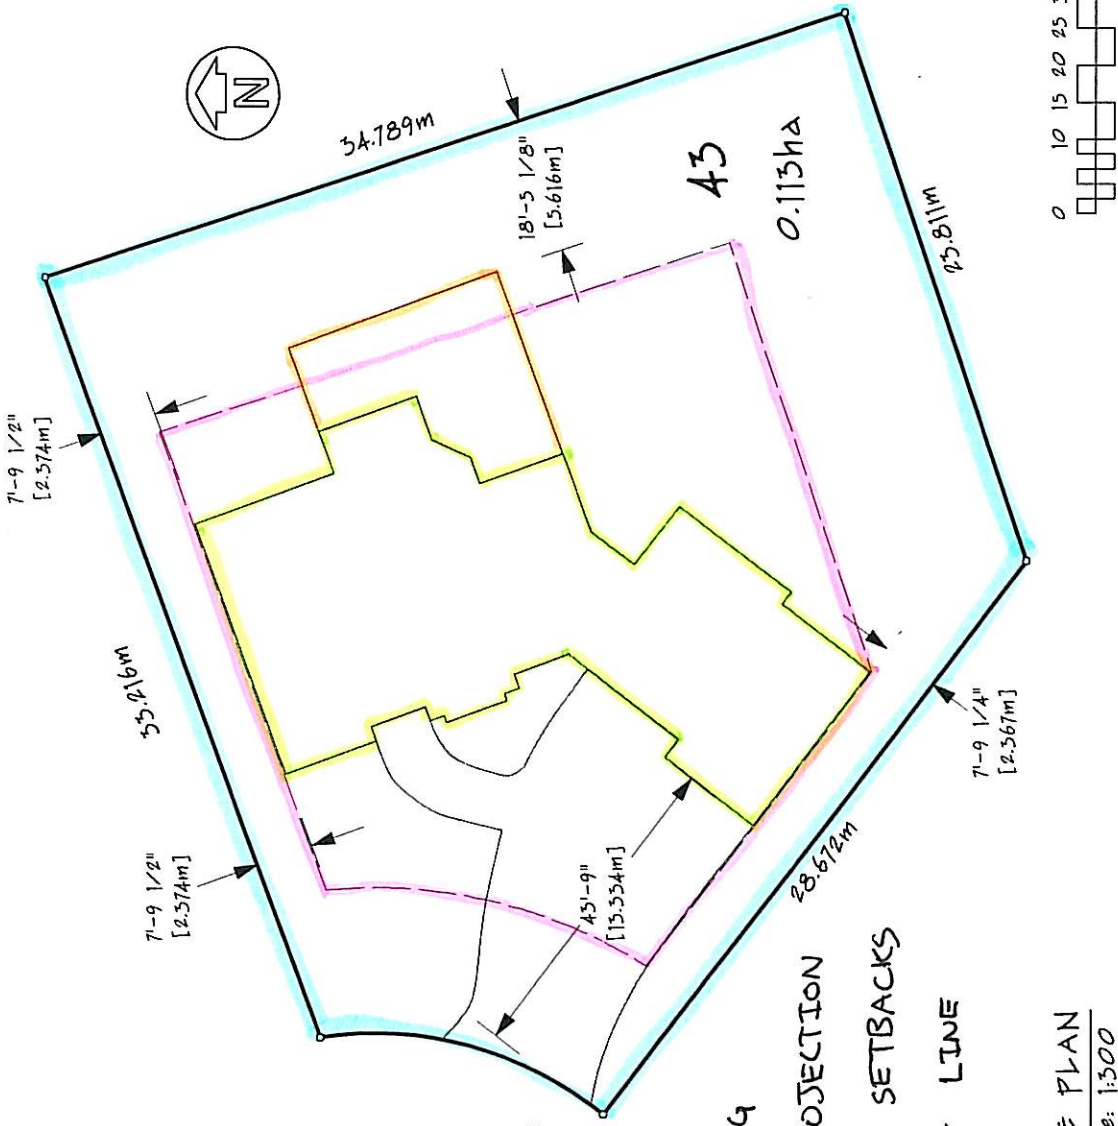 7'-9 1/2"
[2.374m]
7'-9 1/2"
[2.374m]
33.216m
N
34.789m
18'-5 1/8"
[5.616m]
43
0.113ha
23.811m
43'-9"
[13.334m]
28.672m
7'-9 1/4"
[2.367m]
G
OJECTION
SETBACKS
LINE
PLAN
e: 1:300
0 10 15 20 25